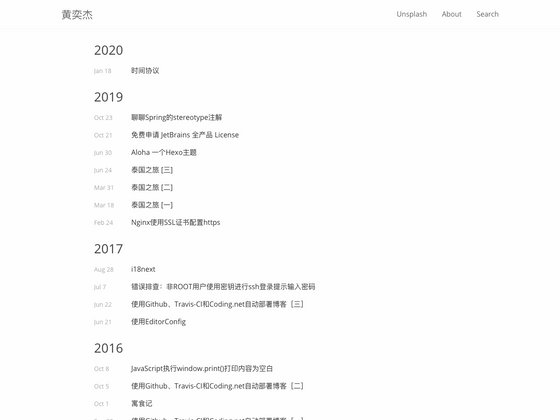 黄奕杰
Unsplash About Search
2020
Jan 18 时间协议
2019
Oct 23 聊聊Spring的stereotype注解
Oct 21 免费申请 JetBrains 全产品 License
Jun 30 Aloha 一个Hexo主题
Jun 24 泰国之旅 [三]
Mar 31 泰国之旅 [二]
Mar 18 泰国之旅 [一]
Feb 24 Nginx使用SSL证书配置https
2017
Aug 28 i18next
Jul 7 错误排查：非ROOT用户使用密钥进行ssh登录提示输入密码
Jun 22 使用Github、Travis-CI和Coding.net自动部署博客［三］
Jun 21 使用EditorConfig
2016
Oct 8 JavaScript执行window.print()打印内容为空白
Oct 5 使用Github、Travis-CI和Coding.net自动部署博客［二］
Oct 1 寓食记